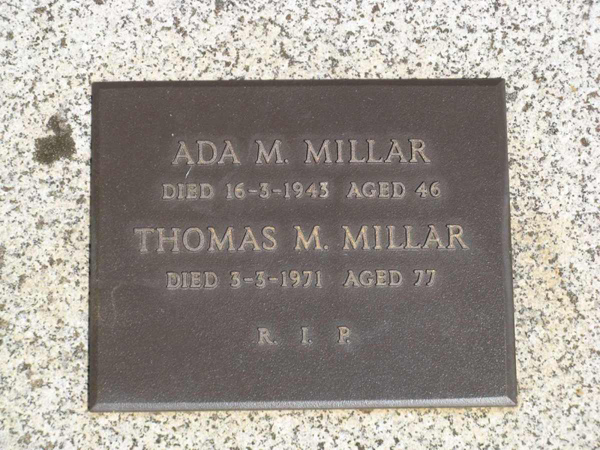 ADA M. MILLAR
DIED 16-3-1943 AGED 46
THOMAS M. MILLAR
DIED 3-3-1971 AGED 77
R. I. P.